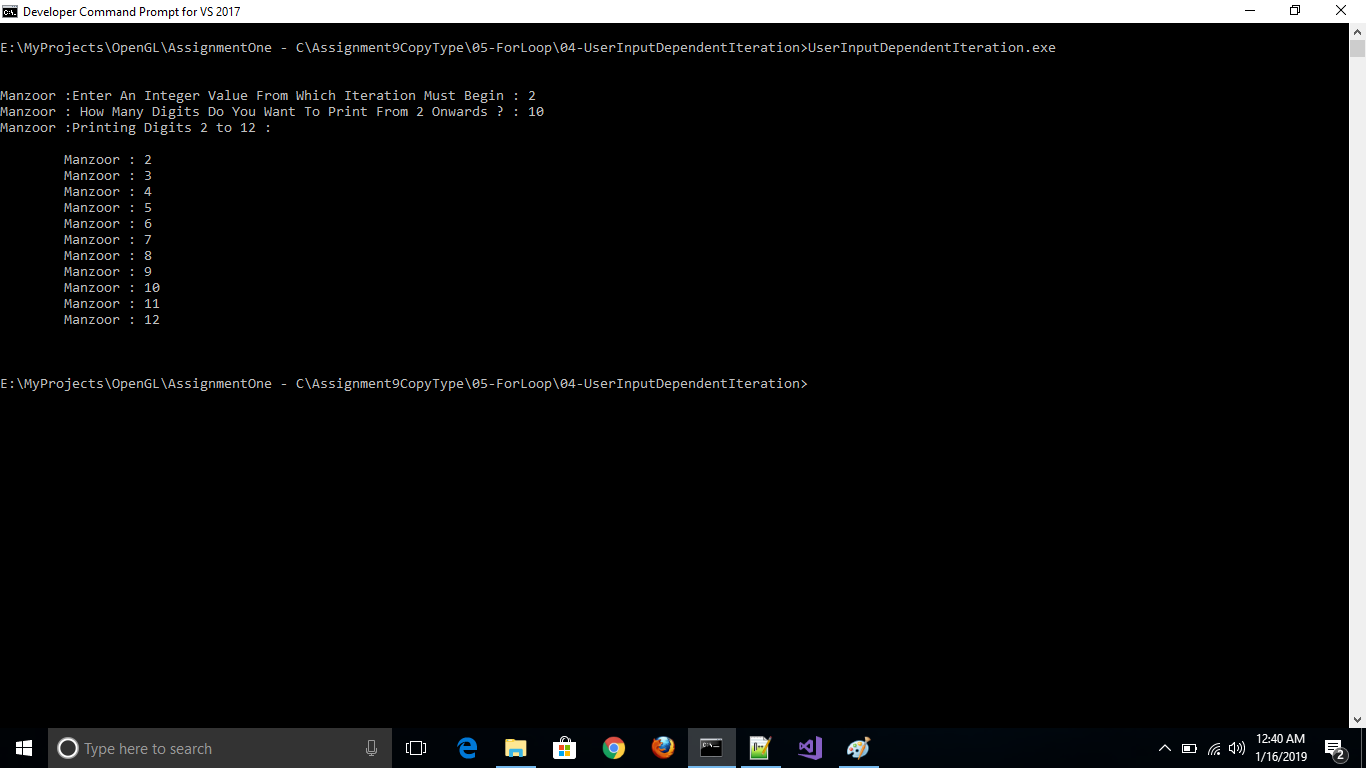 Developer Command Prompt for VS 2017
E:\MyProjects\OpenGL\AssignmentOne - C\Assignment9CopyType\05-ForLoop\04-UserInputDependentIteration>UserInputDependentIteration.exe
Manzoor :Enter An Integer Value From Which Iteration Must Begin : 2
Manzoor : How Many Digits Do You Want To Print From 2 Onwards ? : 10
Manzoor :Printing Digits 2 to 12 :
Manzoor : 2
Manzoor : 3
Manzoor : 4
Manzoor : 5
Manzoor : 6
Manzoor : 7
Manzoor : 8
Manzoor : 9
Manzoor : 10
Manzoor : 11
Manzoor : 12
E:\MyProjects\OpenGL\AssignmentOne - C\Assignment9CopyType\05-ForLoop\04-UserInputDependentIteration>
Type here to search
12:40 AM
1/16/2019
2